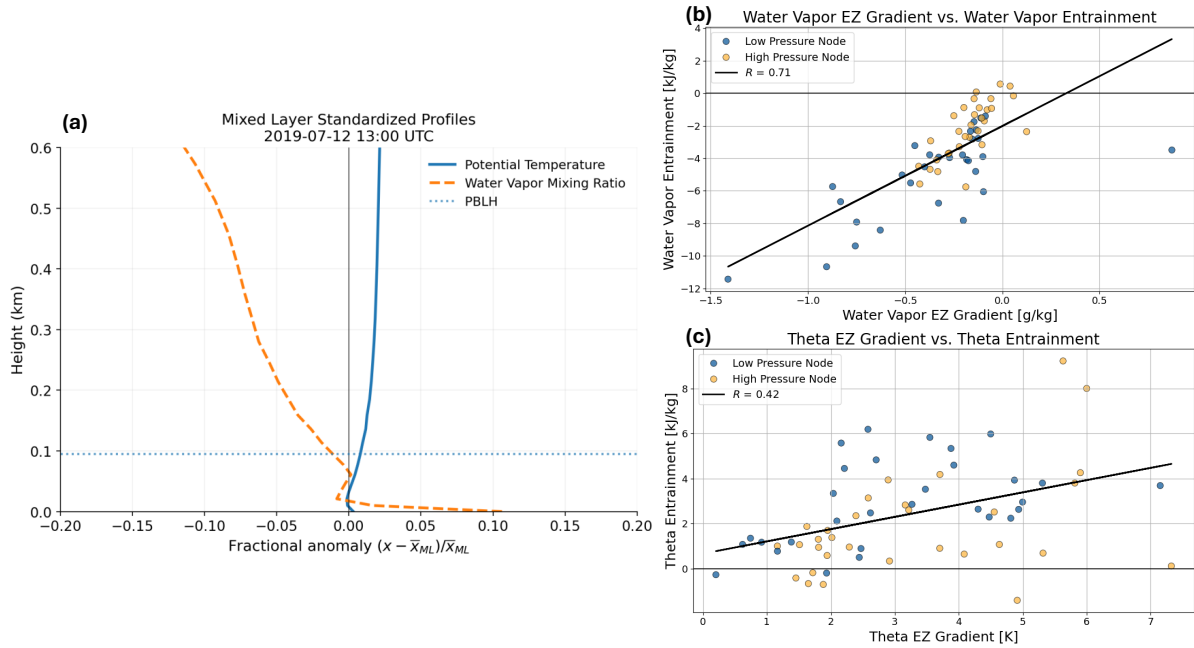 (a)
Mixed Layer Standardized Profiles
2019-07-12 13:00 UTC
Potential Temperature
Water Vapor Mixing Ratio
PBLH
Height (km)
0.6
0.5
0.4
0.3
0.2
0.1
0.0
−0.20 −0.15 −0.10 −0.05 0.00 0.05 0.10 0.15 0.20
Fractional anomaly (x − x̅_ML)/x̅_ML
(b)
Water Vapor EZ Gradient vs. Water Vapor Entrainment
Low Pressure Node
High Pressure Node
R = 0.71
Water Vapor Entrainment [kJ/kg]
4
2
0
−2
−4
−6
−8
−10
−12
−1.5 −1.0 −0.5 0.0 0.5
Water Vapor EZ Gradient [g/kg]
(c)
Theta EZ Gradient vs. Theta Entrainment
Low Pressure Node
High Pressure Node
R = 0.42
Theta Entrainment [kJ/kg]
8
6
4
2
0
0 1 2 3 4 5 6 7
Theta EZ Gradient [K]